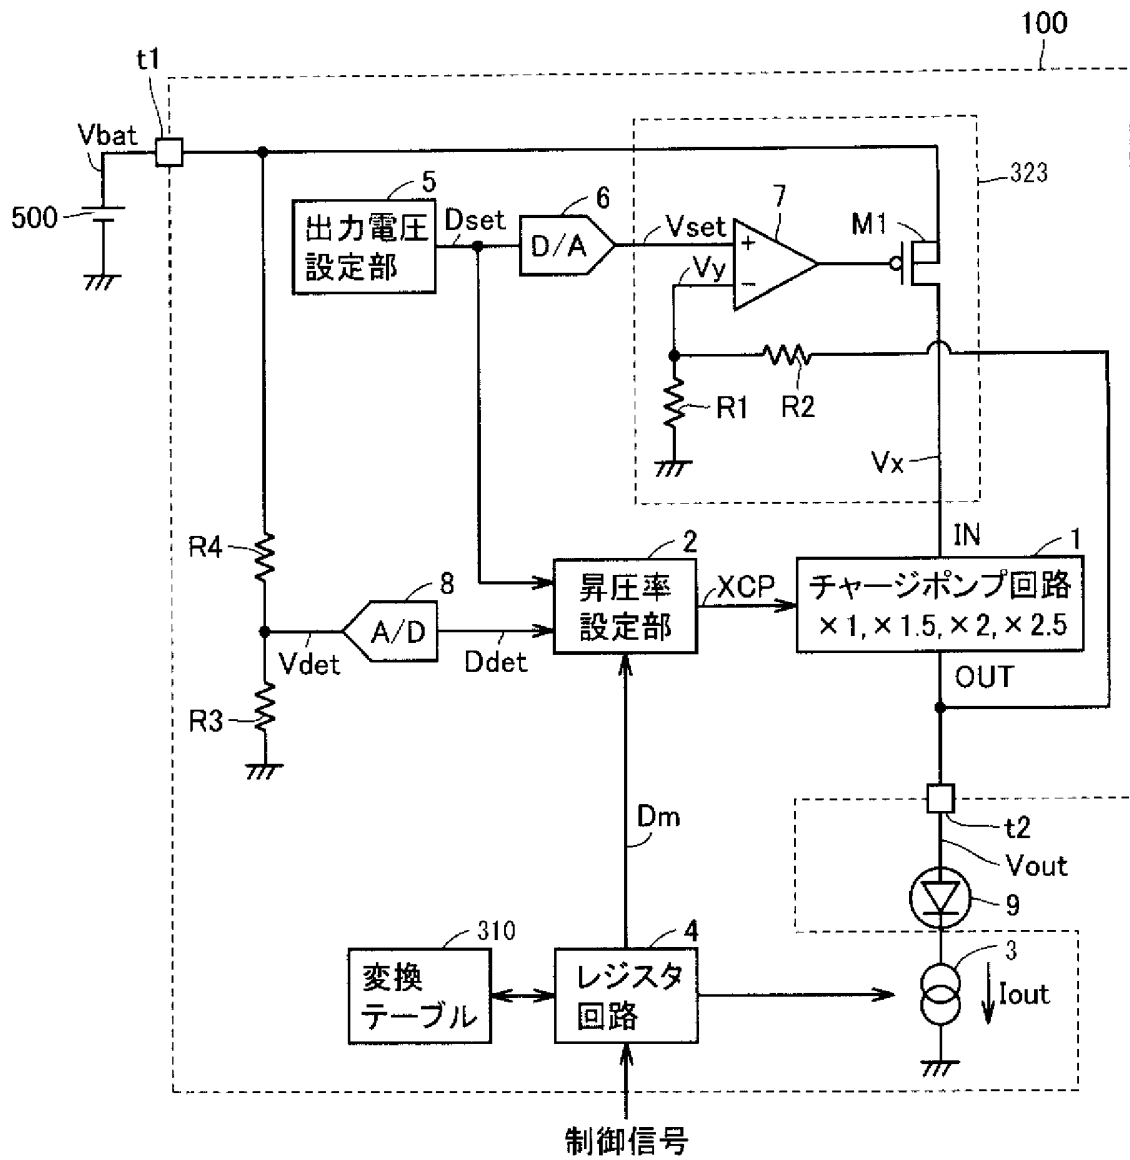 100
t1
Vbat
500
323
5
出力電圧
設定部
Dset
6
D/A
Vset
7
+
−
Vy
M1
R1
R2
Vx
R4
8
A/D
Vdet
Ddet
R3
2
昇圧率
設定部
XCP
IN
1
チャージポンプ回路
×1,×1.5,×2,×2.5
OUT
t2
Vout
9
Dm
310
変換
テーブル
4
レジスタ
回路
3
Iout
制御信号